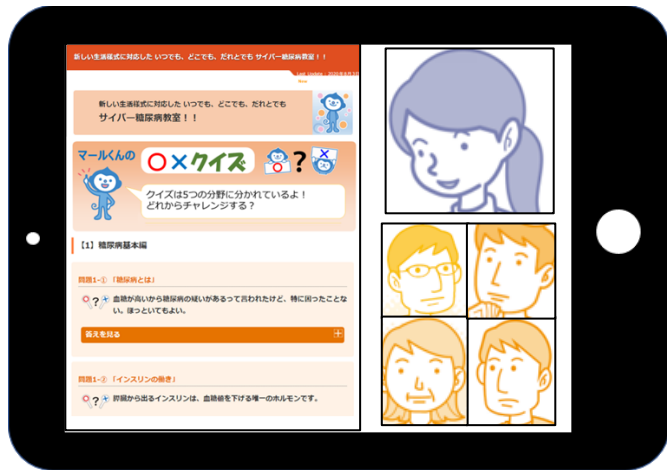 新しい生活様式に対応した いつでも、どこでも、だれとでも サイバー糖尿病教室！！
Last Update : 2020年8月
New
新しい生活様式に対応した いつでも、どこでも、だれとでも
サイバー糖尿病教室！！
マールくんの
○×クイズ
?
クイズは5つの分野に分かれているよ！
どれからチャレンジする？
【1】糖尿病基本編
問題1-① 「糖尿病とは」
血糖が高いから糖尿病の疑いがあるって言われたけど、特に困ったことな
い。ほっといてもよい。
答えを見る
問題1-② 「インスリンの働き」
膵臓から出るインスリンは、血糖値を下げる唯一のホルモンです。